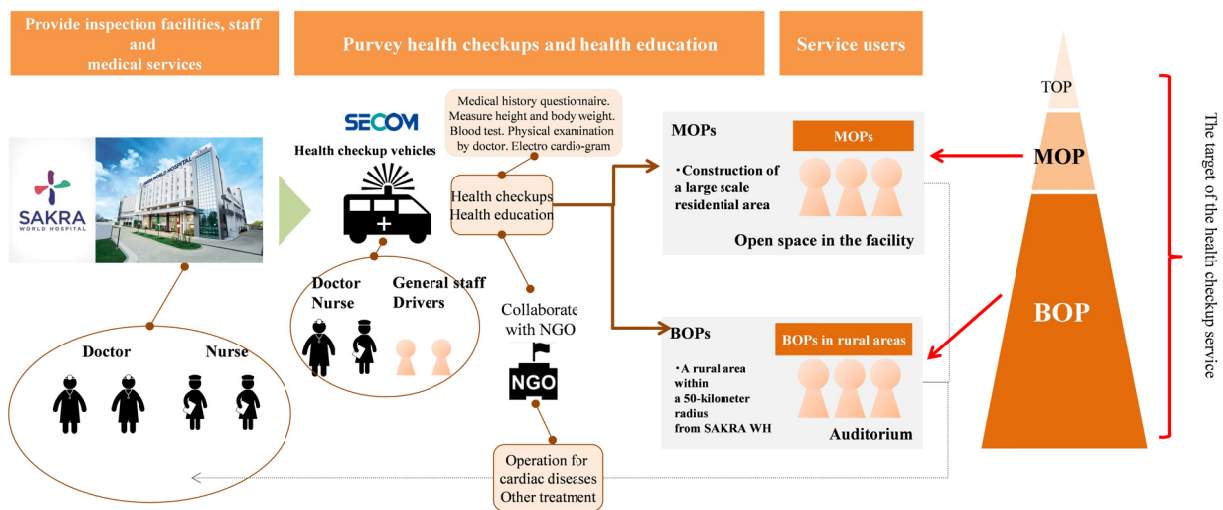 Provide inspection facilities, staff
and
medical services
Purvey health checkups and health education
Service users
SAKRA
WORLD HOSPITAL
SAKRA WORLD HOSPITAL
Doctor
Nurse
SECOM
Health checkup vehicles
Doctor
Nurse
General staff
Drivers
Medical history questionnaire.
Measure height and body weight.
Blood test. Physical examination
by doctor. Electro cardio-gram
Health checkups
Health education
Collaborate
with NGO
NGO
Operation for
cardiac diseases
Other treatment
MOPs
MOPs
・Construction of
a large scale
residential area
Open space in the facility
BOPs
BOPs in rural areas
・A rural area
within
a 50-kilometer
radius
from SAKRA WH
Auditorium
TOP
MOP
BOP
The target of the health checkup service